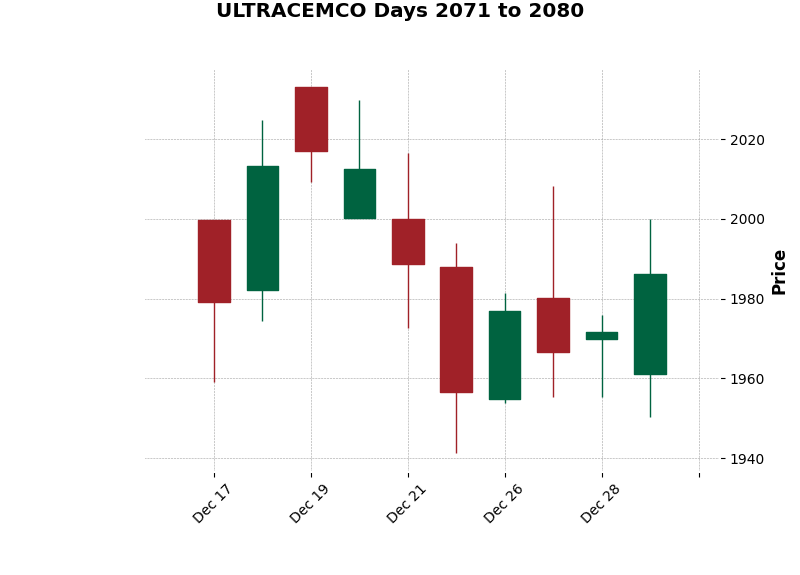 ULTRACEMCO Days 2071 to 2080
2020
2000
1980
1960
1940
Price
Dec 17
Dec 19
Dec 21
Dec 26
Dec 28